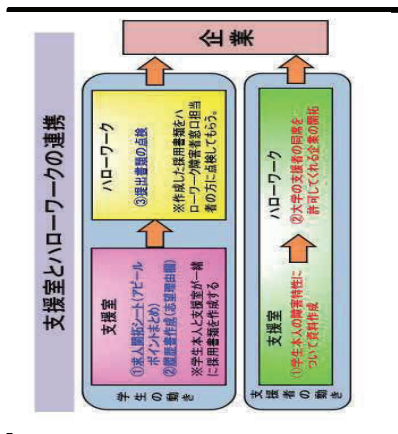 支援室とハローワークの連携
企業
学生の動き
支援室
①求人開拓シート(アピール
ポイントまとめ)
②履歴書作成(志望理由欄)
※学生本人と支援室が一緒
に採用書類を作成する
ハローワーク
③提出書類の点検
※作成した採用書類をハ
ローワーク障害者窓口担当
者の方に点検してもらう。
支援者の動き
支援室
①学生本人の障害特性に
ついて資料作成
ハローワーク
②大学の支援者の同席を
許可してくれる企業の開拓